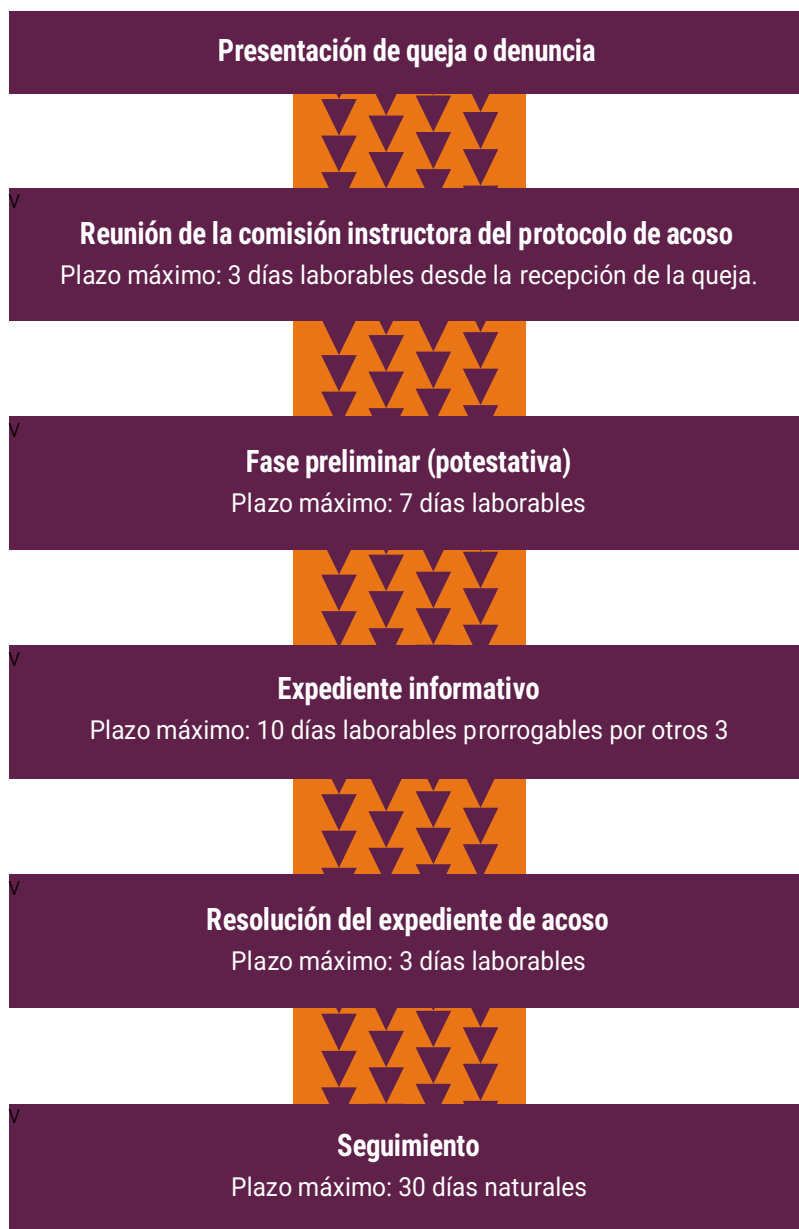 Presentación de queja o denuncia
V
Reunión de la comisión instructora del protocolo de acoso
Plazo máximo: 3 días laborables desde la recepción de la queja.
V
Fase preliminar (potestativa)
Plazo máximo: 7 días laborables
V
Expediente informativo
Plazo máximo: 10 días laborables prorrogables por otros 3
V
Resolución del expediente de acoso
Plazo máximo: 3 días laborables
V
Seguimiento
Plazo máximo: 30 días naturales